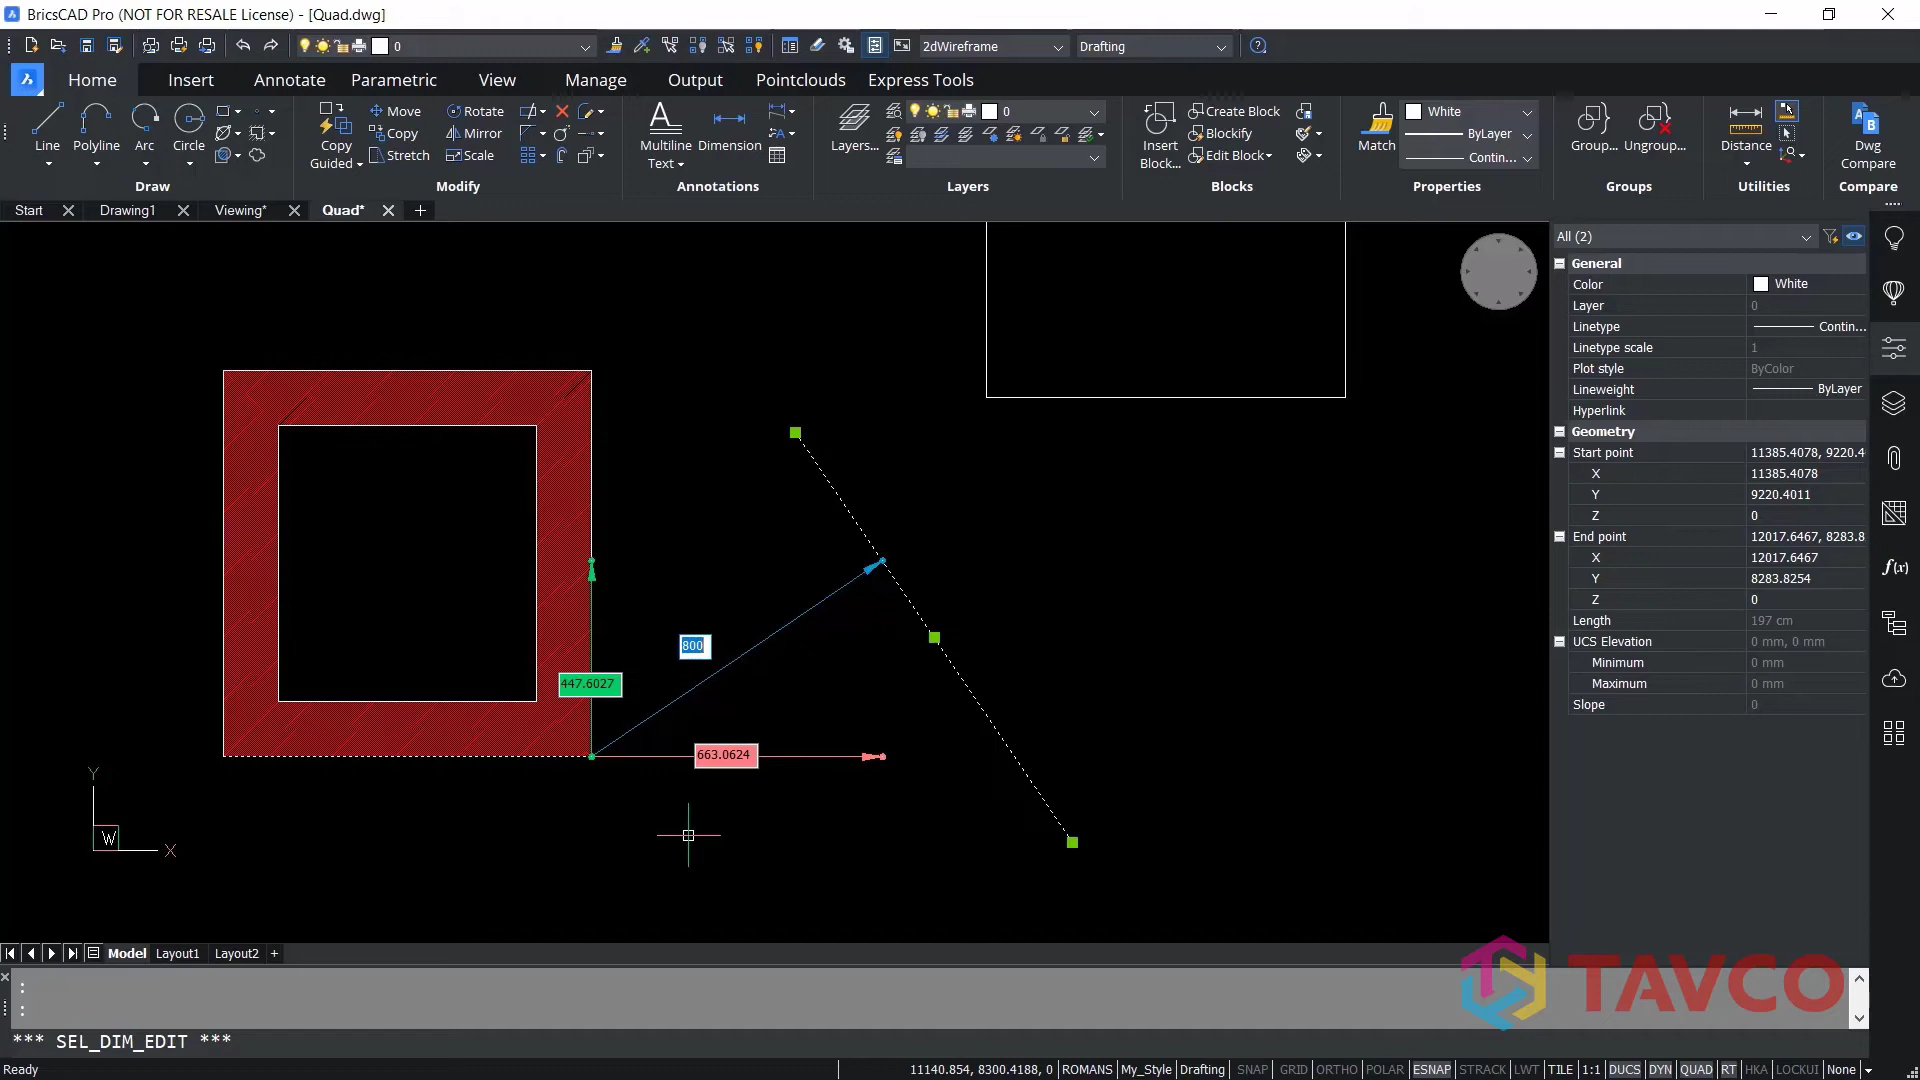 BricsCAD Pro (NOT FOR RESALE License) - [Quad.dwg]
0 2dWireframe Drafting
Home Insert Annotate Parametric View Manage Output Pointclouds Express Tools
Line Polyline Arc Circle
Draw
Copy Guided
Move Rotate
Copy Mirror
Stretch Scale
Modify
Multiline Text Dimension
Annotations
Layers...
0
Layers
Insert Block...
Create Block
Blockify
Edit Block
Blocks
Match
White
ByLayer
Contin...
Properties
Group... Ungroup...
Groups
Distance
Utilities
Dwg Compare
Compare
Start Drawing1 Viewing* Quad*
800
447.6027
663.0624
Y
W
X
All (2)
General
Color White
Layer 0
Linetype Contin...
Linetype scale 1
Plot style ByColor
Lineweight ByLayer
Hyperlink
Geometry
Start point 11385.4078, 9220.4
X 11385.4078
Y 9220.4011
Z 0
End point 12017.6467, 8283.8
X 12017.6467
Y 8283.8254
Z 0
Length 197 cm
UCS Elevation 0 mm, 0 mm
Minimum 0 mm
Maximum 0 mm
Slope 0
f(x)
Model Layout1 Layout2 +
:
:
*** SEL_DIM_EDIT ***
TAVCO
Ready 11140.854, 8300.4188, 0 ROMANS My_Style Drafting SNAP GRID ORTHO POLAR ESNAP STRACK LWT TILE 1:1 DUCS DYN QUAD RT HKA LOCKUI None